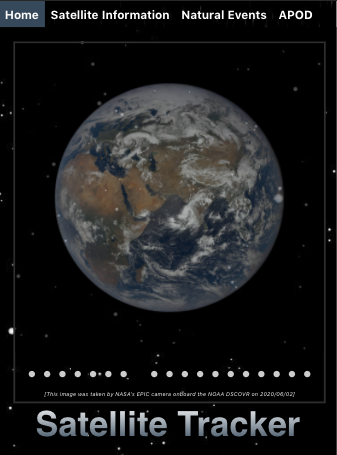 Home Satellite Information Natural Events APOD
[This image was taken by NASA's EPIC camera onboard the NOAA DSCOVR on 2020/06/02]
Satellite Tracker